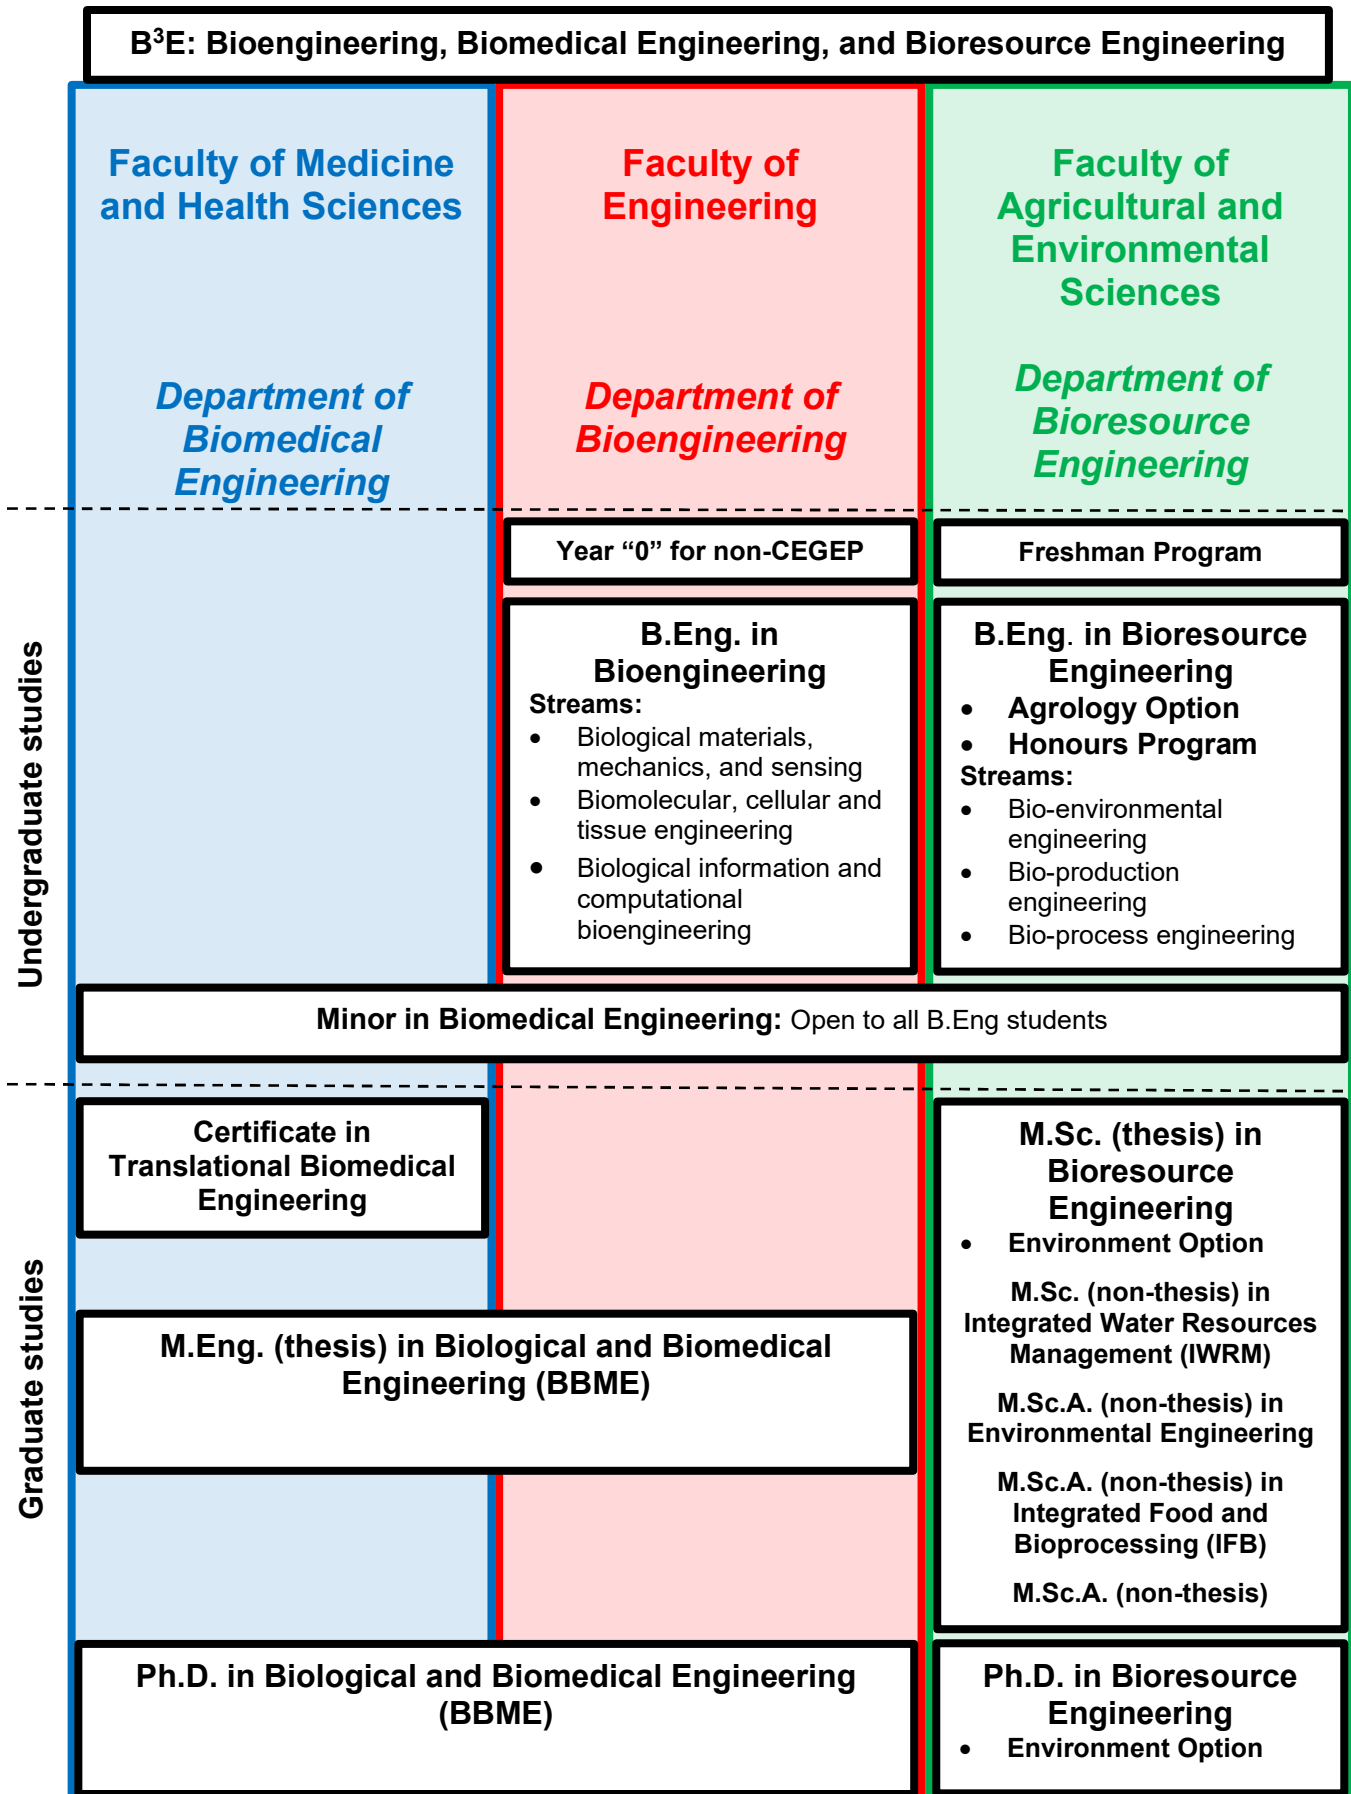 B³E: Bioengineering, Biomedical Engineering, and Bioresource Engineering
Faculty of Medicine
and Health Sciences
Department of
Biomedical
Engineering
Faculty of
Engineering
Department of
Bioengineering
Faculty of
Agricultural and
Environmental
Sciences
Department of
Bioresource
Engineering
Undergraduate studies
Year “0” for non-CEGEP
Freshman Program
B.Eng. in
Bioengineering
Streams:
• Biological materials,
mechanics, and sensing
• Biomolecular, cellular and
tissue engineering
• Biological information and
computational
bioengineering
B.Eng. in Bioresource
Engineering
• Agrology Option
• Honours Program
Streams:
• Bio-environmental
engineering
• Bio-production
engineering
• Bio-process engineering
Minor in Biomedical Engineering: Open to all B.Eng students
Graduate studies
Certificate in
Translational Biomedical
Engineering
M.Eng. (thesis) in Biological and Biomedical
Engineering (BBME)
M.Sc. (thesis) in
Bioresource
Engineering
• Environment Option
M.Sc. (non-thesis) in
Integrated Water Resources
Management (IWRM)
M.Sc.A. (non-thesis) in
Environmental Engineering
M.Sc.A. (non-thesis) in
Integrated Food and
Bioprocessing (IFB)
M.Sc.A. (non-thesis)
Ph.D. in Biological and Biomedical Engineering
(BBME)
Ph.D. in Bioresource
Engineering
• Environment Option